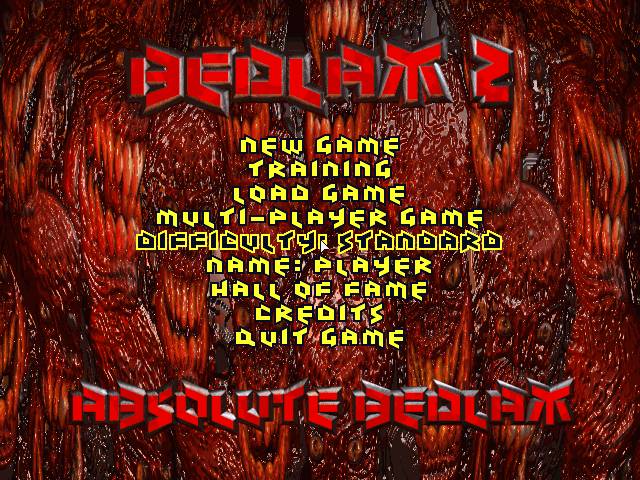 BEDLAM 2
NEW GAME
TRAINING
LOAD GAME
MULTI-PLAYER GAME
DIFFICULTY: STANDARD
NAME: PLAYER
HALL OF FAME
CREDITS
QUIT GAME
ABSOLUTE BEDLAM